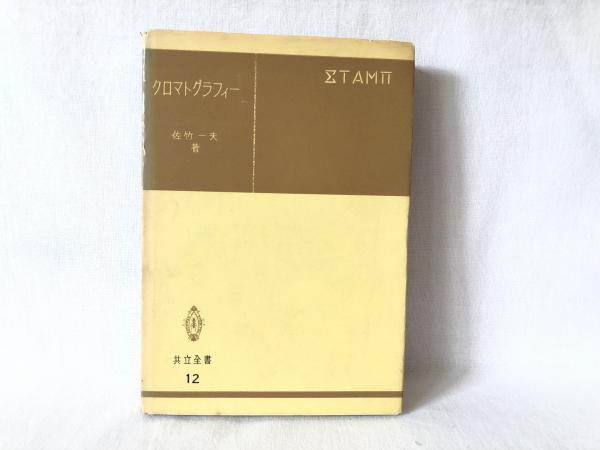 クロマトグラフィー
ΣTAMΠ
佐竹一夫
著
共立全書
12